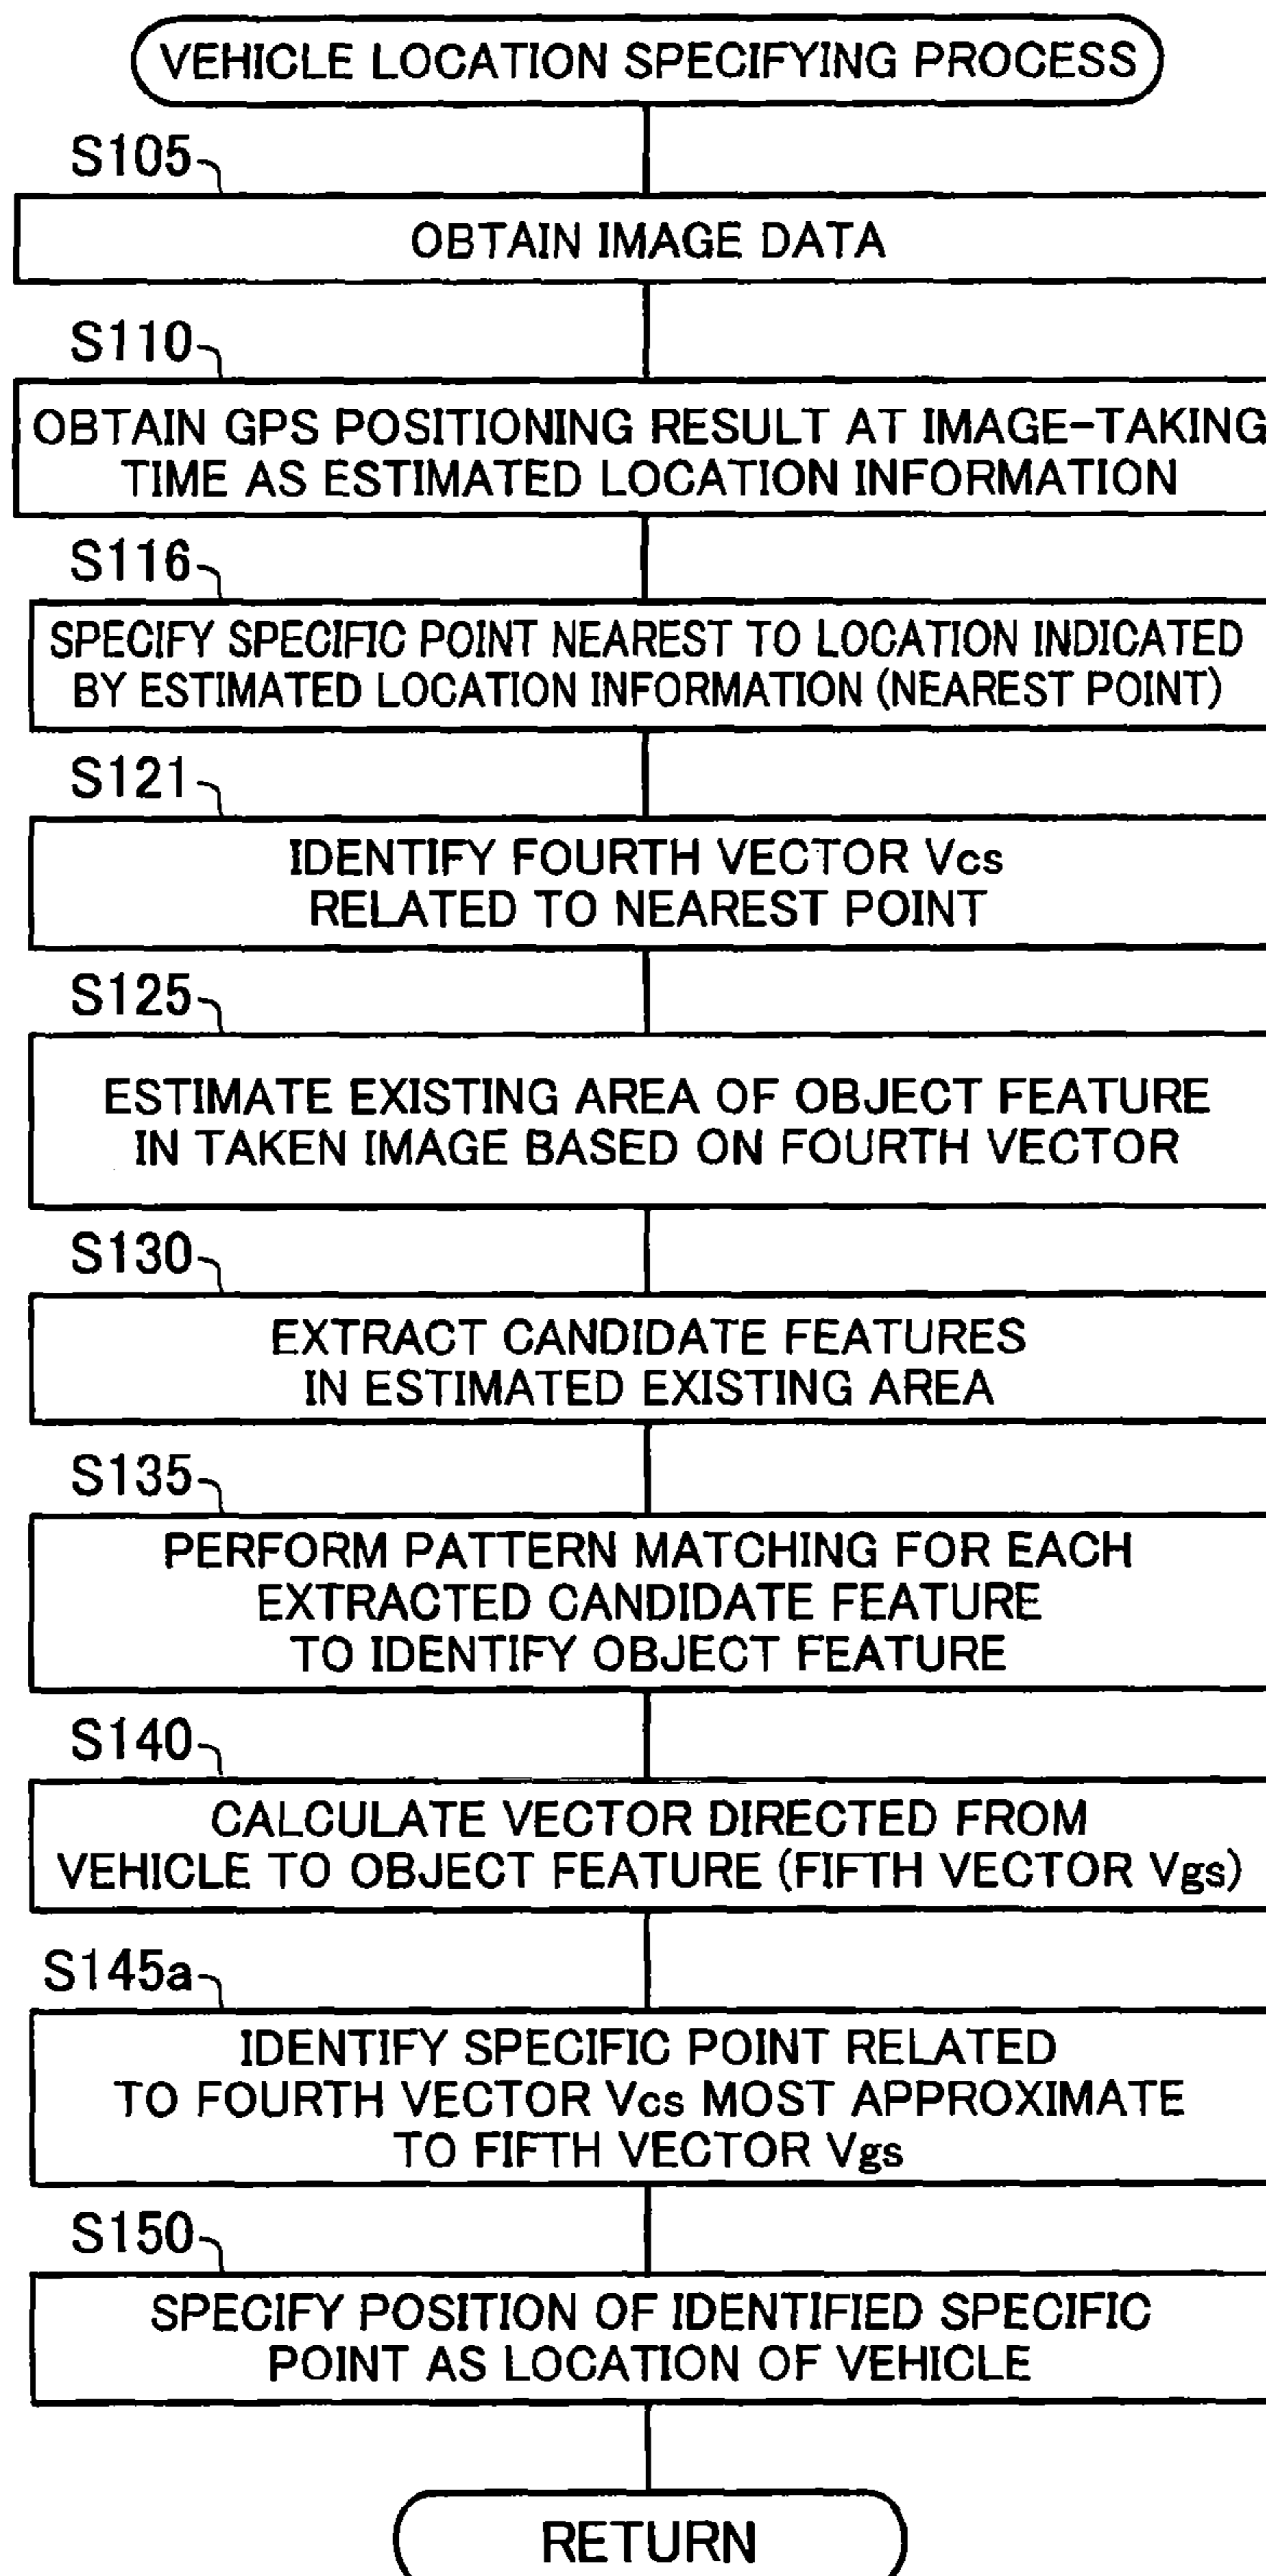 VEHICLE LOCATION SPECIFYING PROCESS
S105
OBTAIN IMAGE DATA
S110
OBTAIN GPS POSITIONING RESULT AT IMAGE-TAKING
TIME AS ESTIMATED LOCATION INFORMATION
S116
SPECIFY SPECIFIC POINT NEAREST TO LOCATION INDICATED
BY ESTIMATED LOCATION INFORMATION (NEAREST POINT)
S121
IDENTIFY FOURTH VECTOR Vcs
RELATED TO NEAREST POINT
S125
ESTIMATE EXISTING AREA OF OBJECT FEATURE
IN TAKEN IMAGE BASED ON FOURTH VECTOR
S130
EXTRACT CANDIDATE FEATURES
IN ESTIMATED EXISTING AREA
S135
PERFORM PATTERN MATCHING FOR EACH
EXTRACTED CANDIDATE FEATURE
TO IDENTIFY OBJECT FEATURE
S140
CALCULATE VECTOR DIRECTED FROM
VEHICLE TO OBJECT FEATURE (FIFTH VECTOR Vgs)
S145a
IDENTIFY SPECIFIC POINT RELATED
TO FOURTH VECTOR Vcs MOST APPROXIMATE
TO FIFTH VECTOR Vgs
S150
SPECIFY POSITION OF IDENTIFIED SPECIFIC
POINT AS LOCATION OF VEHICLE
RETURN